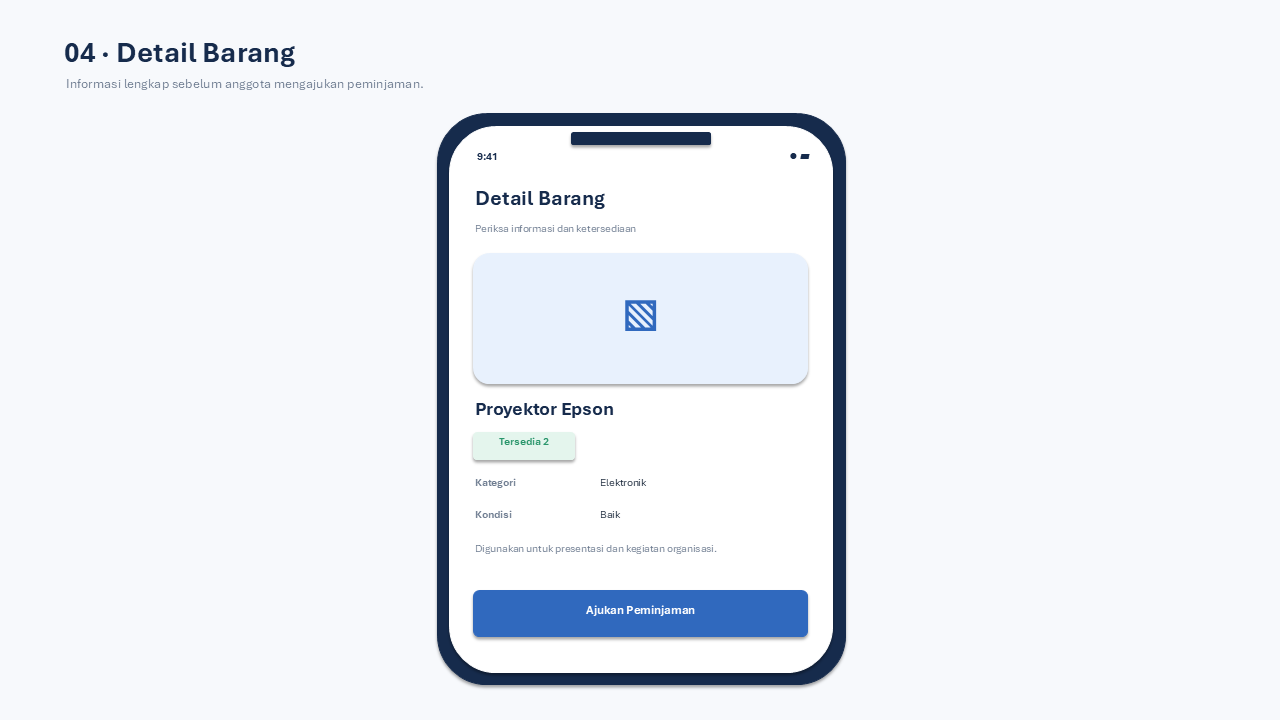 04 · Detail Barang
Informasi lengkap sebelum anggota mengajukan peminjaman.
9:41
Detail Barang
Periksa informasi dan ketersediaan
Proyektor Epson
Tersedia 2
Kategori Elektronik
Kondisi Baik
Digunakan untuk presentasi dan kegiatan organisasi.
Ajukan Peminjaman